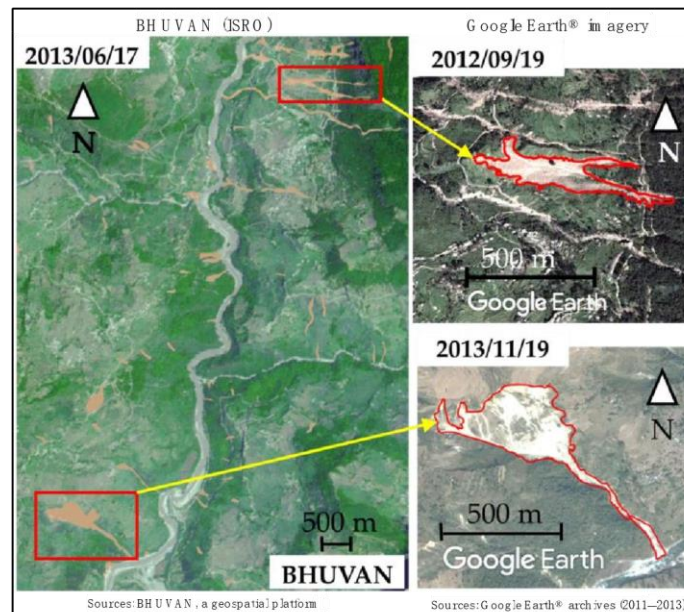 BHUVAN (ISRO)
Google Earth® imagery
2013/06/17
N
500 m
BHUVAN
2012/09/19
N
500 m
Google Earth
2013/11/19
N
500 m
Google Earth
Sources: BHUVAN, a geospatial platform
Sources: Google Earth® archives (2011—2013)